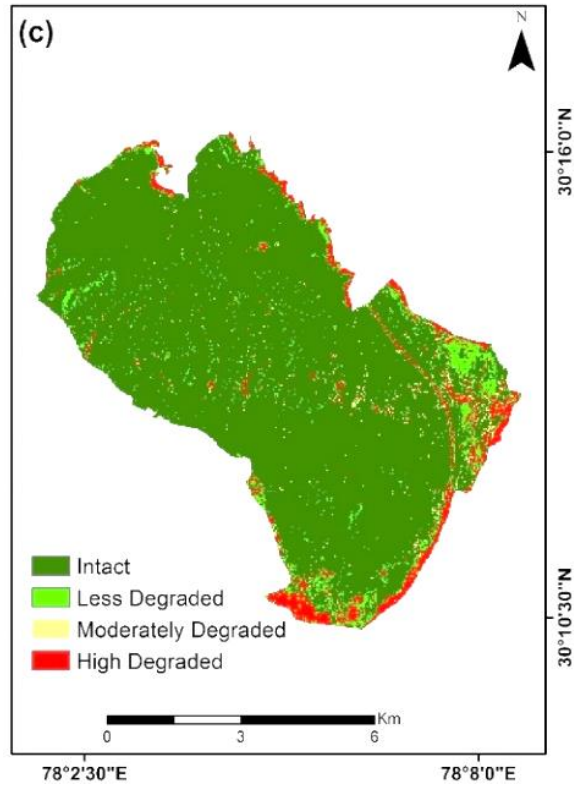 (c)
N
30°16'0"N
Intact
Less Degraded
Moderately Degraded
High Degraded
30°10'30"N
Km
0 3 6
78°2'30"E 78°8'0"E